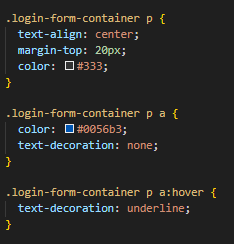 .login-form-container p {
  text-align: center;
  margin-top: 20px;
  color: #333;
}
.login-form-container p a {
  color: #0056b3;
  text-decoration: none;
}
.login-form-container p a:hover {
  text-decoration: underline;
}